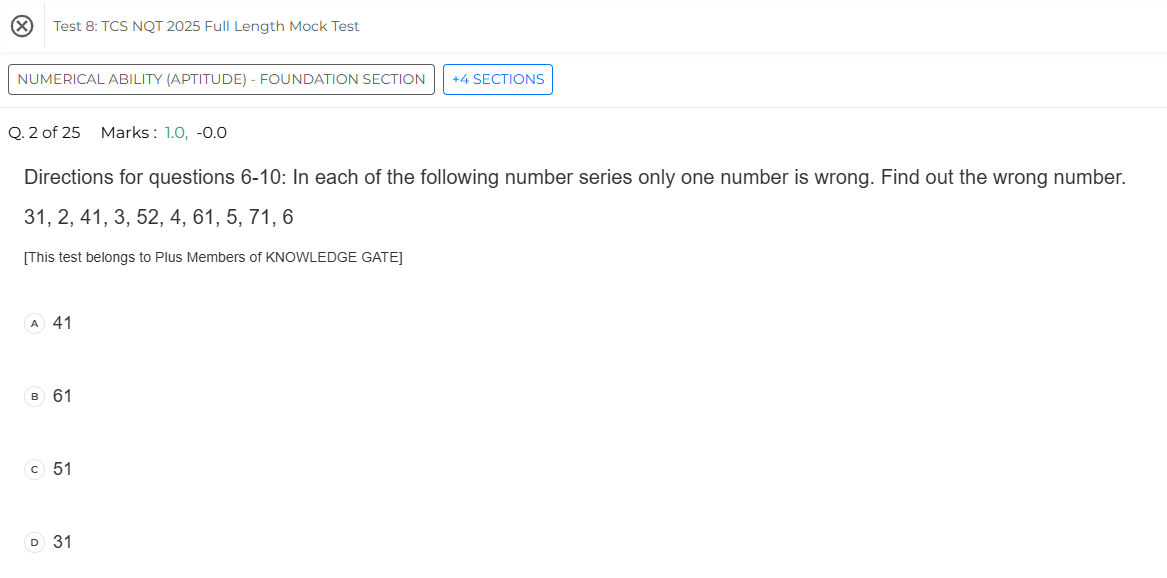 Test 8: TCS NQT 2025 Full Length Mock Test
NUMERICAL ABILITY (APTITUDE) - FOUNDATION SECTION +4 SECTIONS
Q. 2 of 25 Marks : 1.0, -0.0
Directions for questions 6-10: In each of the following number series only one number is wrong. Find out the wrong number.
31, 2, 41, 3, 52, 4, 61, 5, 71, 6
[This test belongs to Plus Members of KNOWLEDGE GATE]
A 41
B 61
C 51
D 31